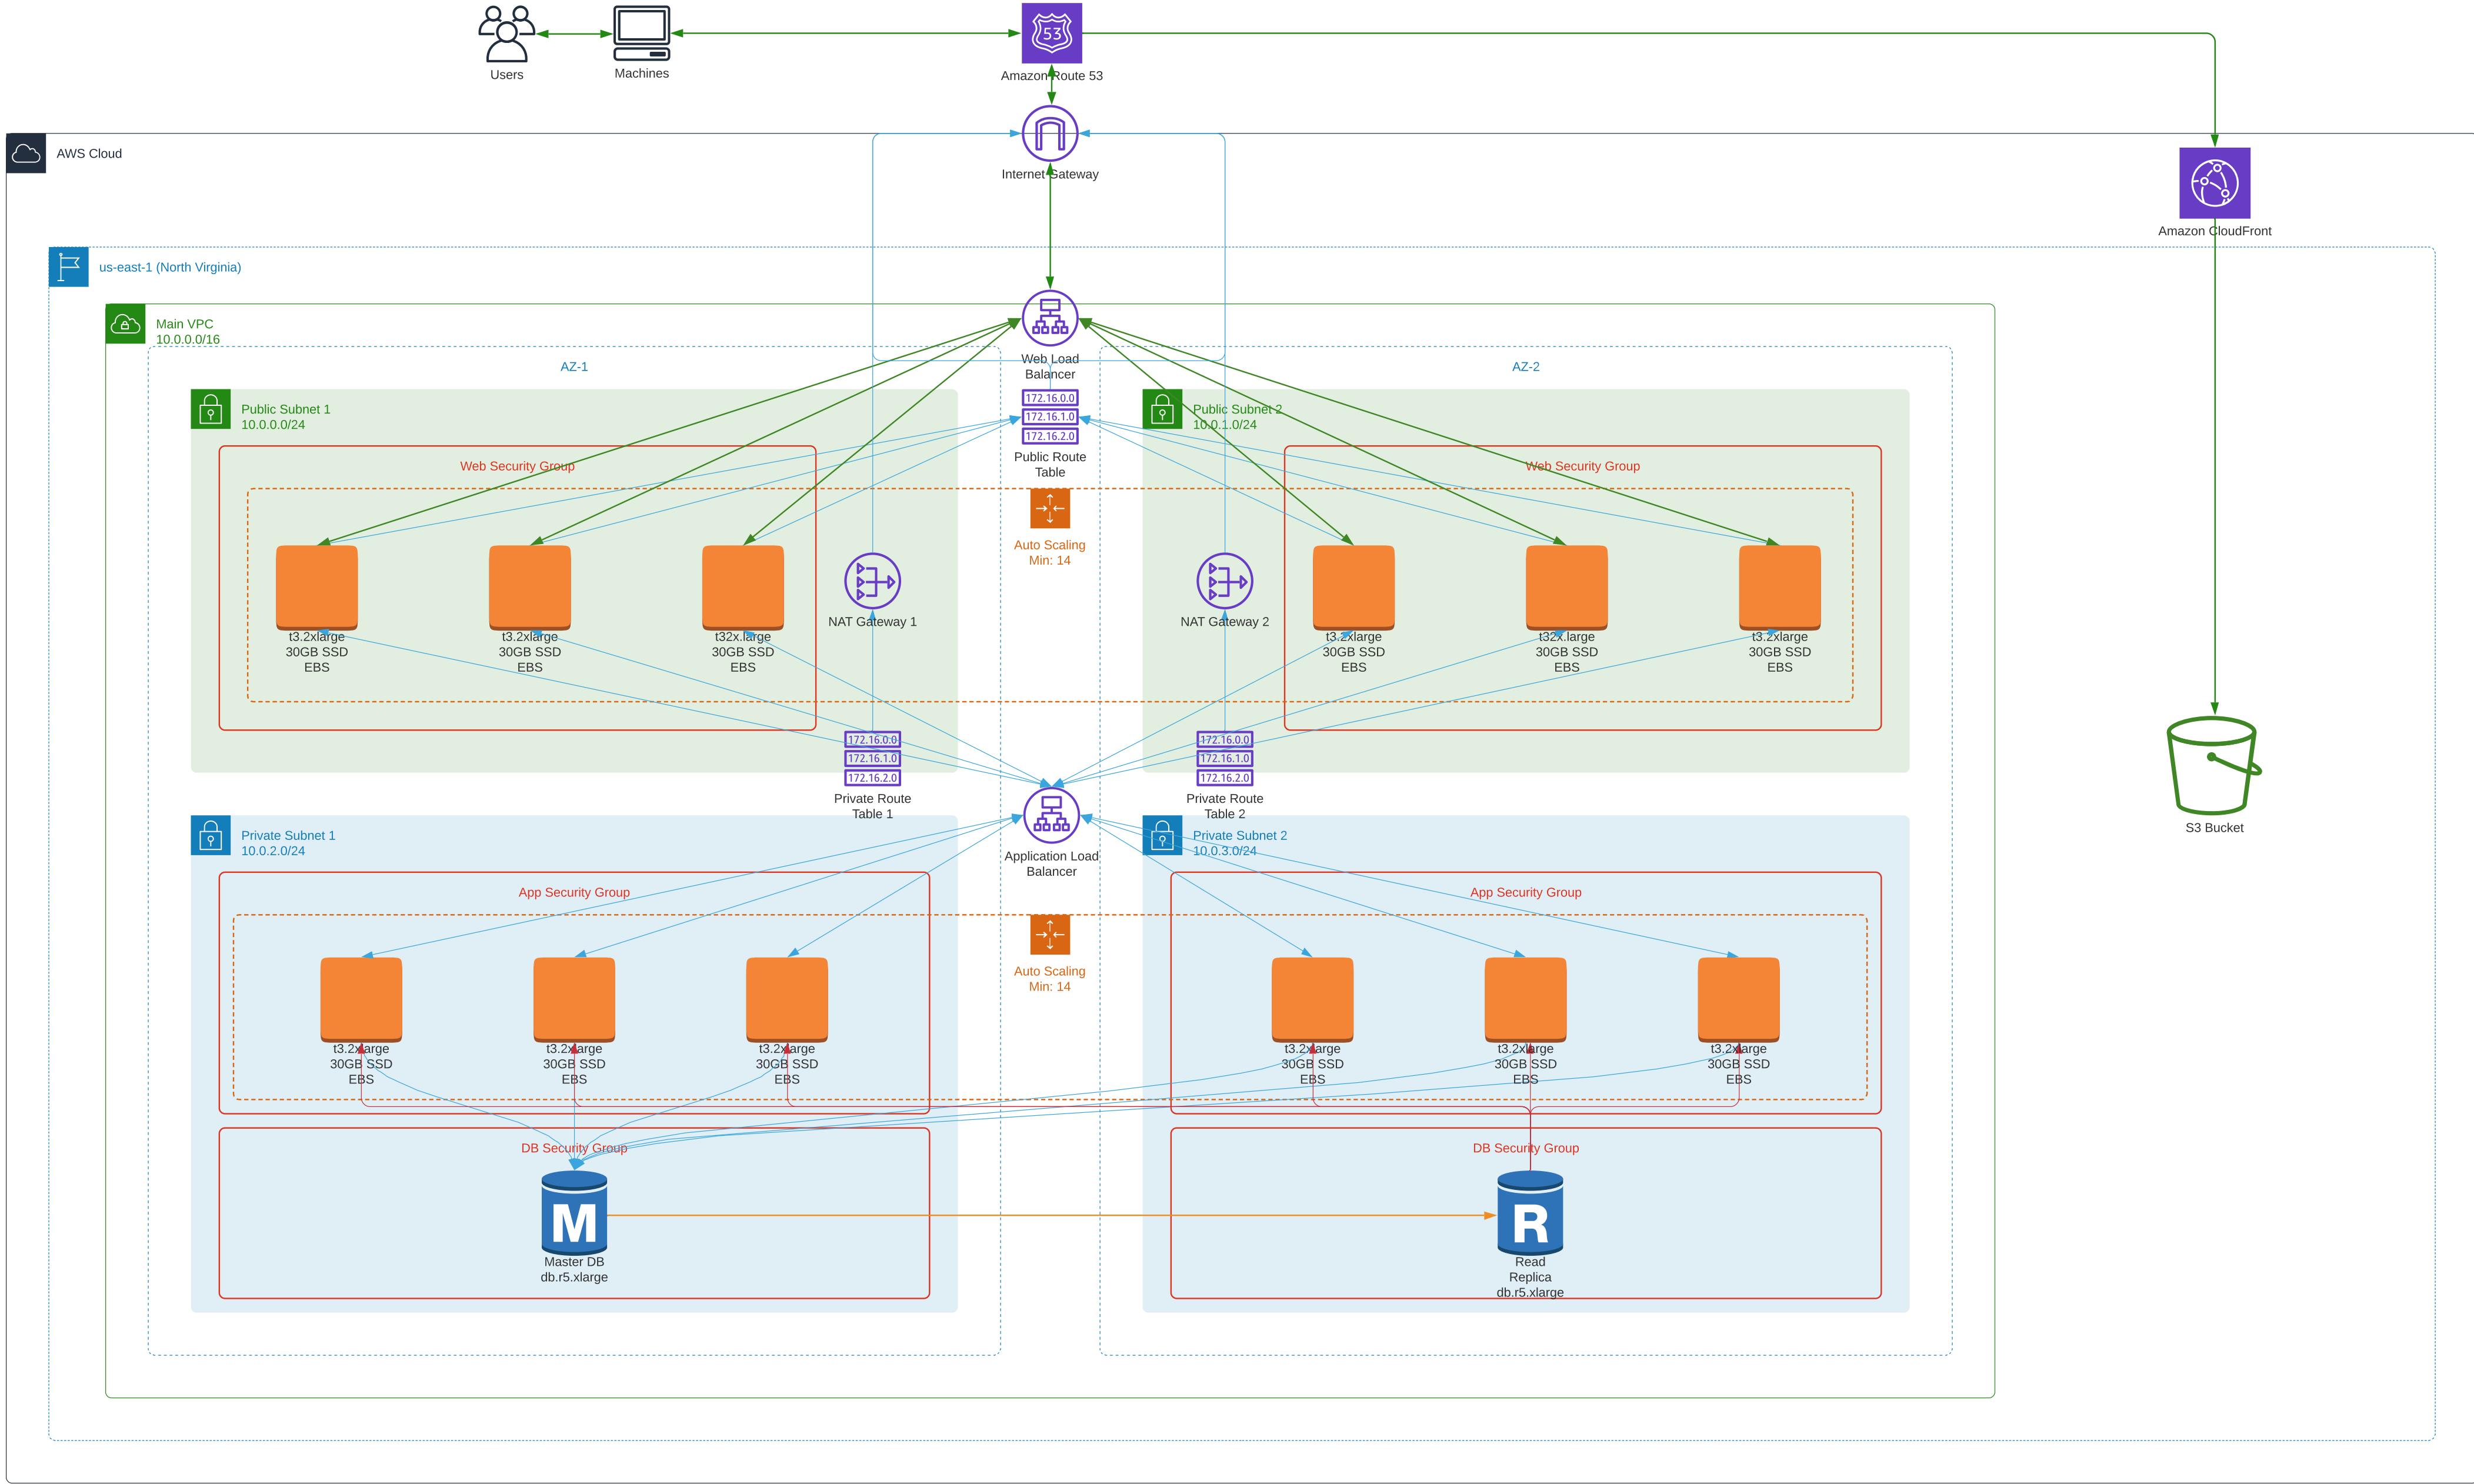 Users
Machines
53
Amazon Route 53
AWS Cloud
Internet Gateway
Amazon CloudFront
us-east-1 (North Virginia)
Main VPC
10.0.0.0/16
Web Load
Balancer
AZ-1
AZ-2
172.16.0.0
172.16.1.0
172.16.2.0
Public Route
Table
Public Subnet 1
10.0.0.0/24
Public Subnet 2
10.0.1.0/24
Web Security Group
Web Security Group
Auto Scaling
Min: 14
t3.2xlarge
30GB SSD
EBS
t3.2xlarge
30GB SSD
EBS
t32x.large
30GB SSD
EBS
NAT Gateway 1
NAT Gateway 2
t3.2xlarge
30GB SSD
EBS
t32x.large
30GB SSD
EBS
t3.2xlarge
30GB SSD
EBS
172.16.0.0
172.16.1.0
172.16.2.0
Private Route
Table 1
172.16.0.0
172.16.1.0
172.16.2.0
Private Route
Table 2
S3 Bucket
Private Subnet 1
10.0.2.0/24
Application Load
Balancer
Private Subnet 2
10.0.3.0/24
App Security Group
App Security Group
Auto Scaling
Min: 14
t3.2xlarge
30GB SSD
EBS
t3.2xlarge
30GB SSD
EBS
t3.2xlarge
30GB SSD
EBS
t3.2xlarge
30GB SSD
EBS
t3.2xlarge
30GB SSD
EBS
t3.2xlarge
30GB SSD
EBS
DB Security Group
DB Security Group
M
Master DB
db.r5.xlarge
R
Read
Replica
db.r5.xlarge